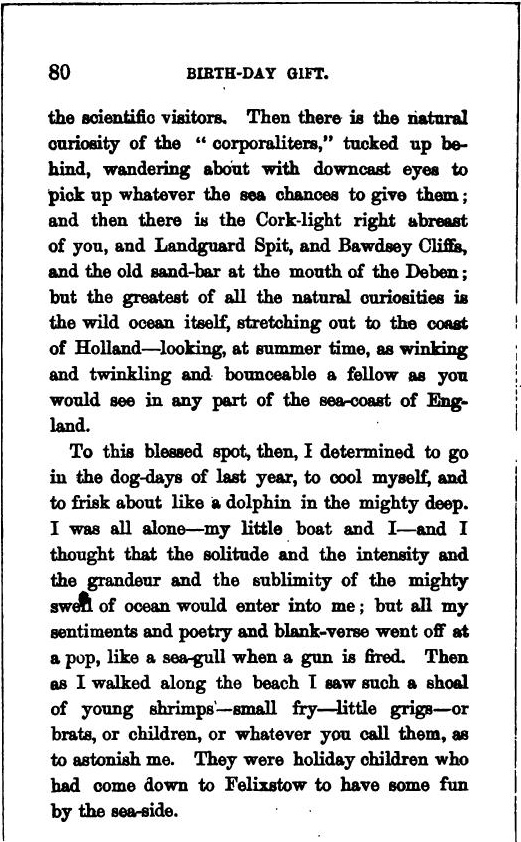 80 BIRTH-DAY GIFT.
the scientific visitors. Then there is the natural
curiosity of the “ corporaliters,” tucked up be-
hind, wandering about with downcast eyes to
pick up whatever the sea chances to give them;
and then there is the Cork-light right abreast
of you, and Landguard Spit, and Bawdsey Cliffs,
and the old sand-bar at the mouth of the Deben;
but the greatest of all the natural curiosities is
the wild ocean itself, stretching out to the coast
of Holland—looking, at summer time, as winking
and twinkling and bounceable a fellow as you
would see in any part of the sea-coast of Eng-
land.
To this blessed spot, then, I determined to go
in the dog-days of last year, to cool myself, and
to frisk about like a dolphin in the mighty deep.
I was all alone—my little boat and I—and I
thought that the solitude and the intensity and
the grandeur and the sublimity of the mighty
swell of ocean would enter into me; but all my
sentiments and poetry and blank-verse went off at
a pop, like a sea-gull when a gun is fired. Then
as I walked along the beach I saw such a shoal
of young shrimps—small fry—little grigs—or
brats, or children, or whatever you call them, as
to astonish me. They were holiday children who
had come down to Felixstow to have some fun
by the sea-side.